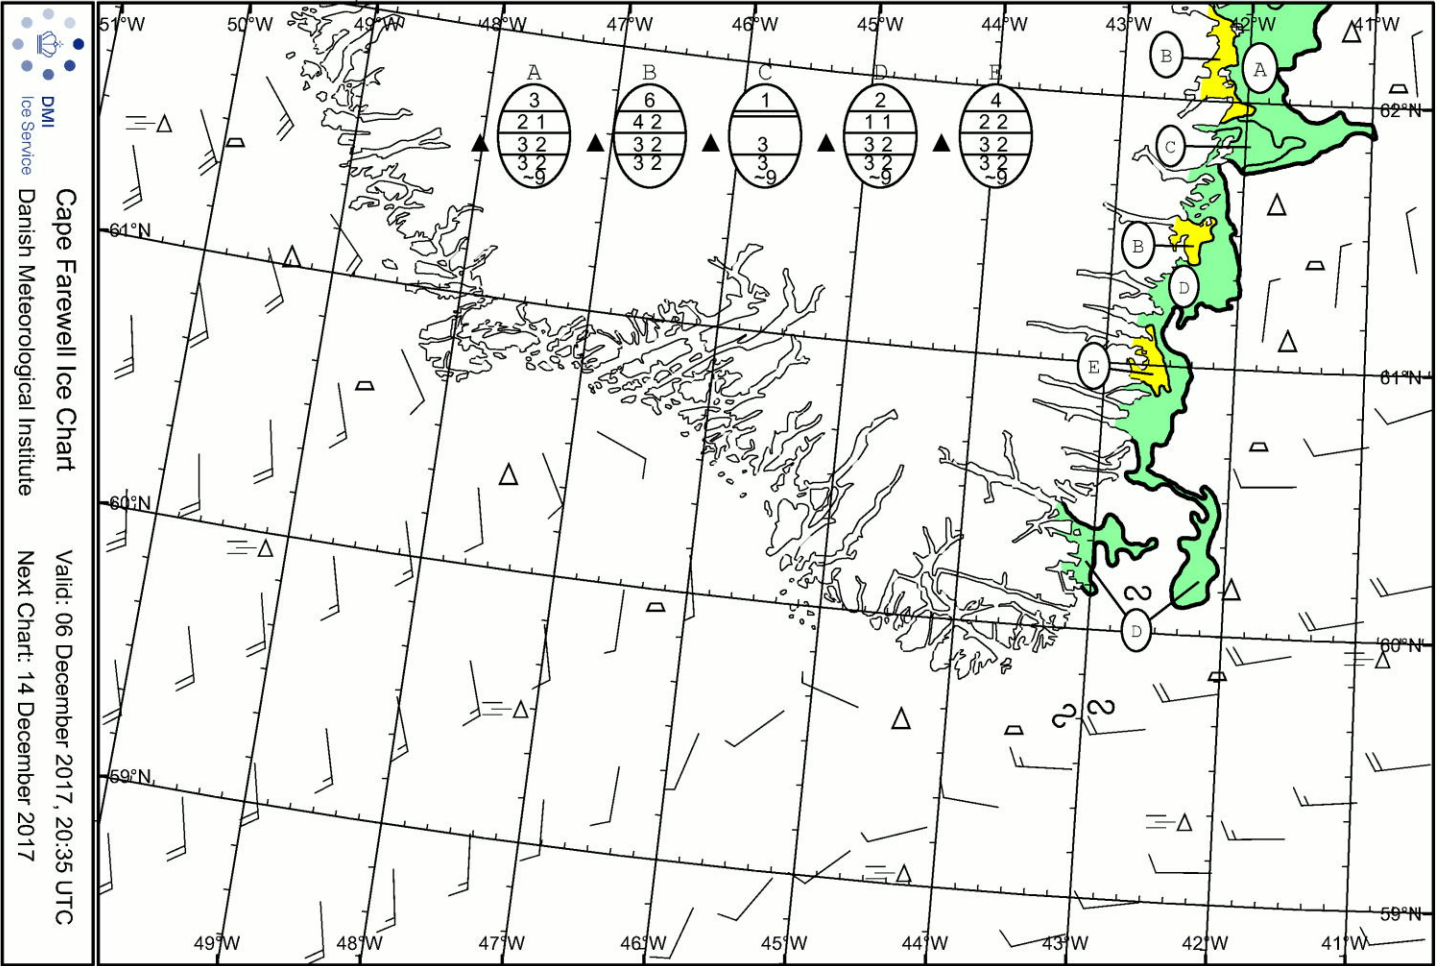 DMI
Ice Service
Cape Farewell Ice Chart
Danish Meteorological Institute
Valid: 06 December 2017, 20:35 UTC
Next Chart: 14 December 2017
51°W 50°W 49°W 48°W 47°W 46°W 45°W 44°W 43°W 42°W 41°W
A B C D E
3 6 1 2 4
2 1 4 2 1 1 2 2
3 2 3 2 3 3 2 3 2
3 2 3 2 3 3 2 3 2
~9 ~9 ~9 ~9
B
A
62°N
C
61°N
B
D
E
61°N
60°N
D
60°N
59°N
59°N
49°W 48°W 47°W 46°W 45°W 44°W 43°W 42°W 41°W